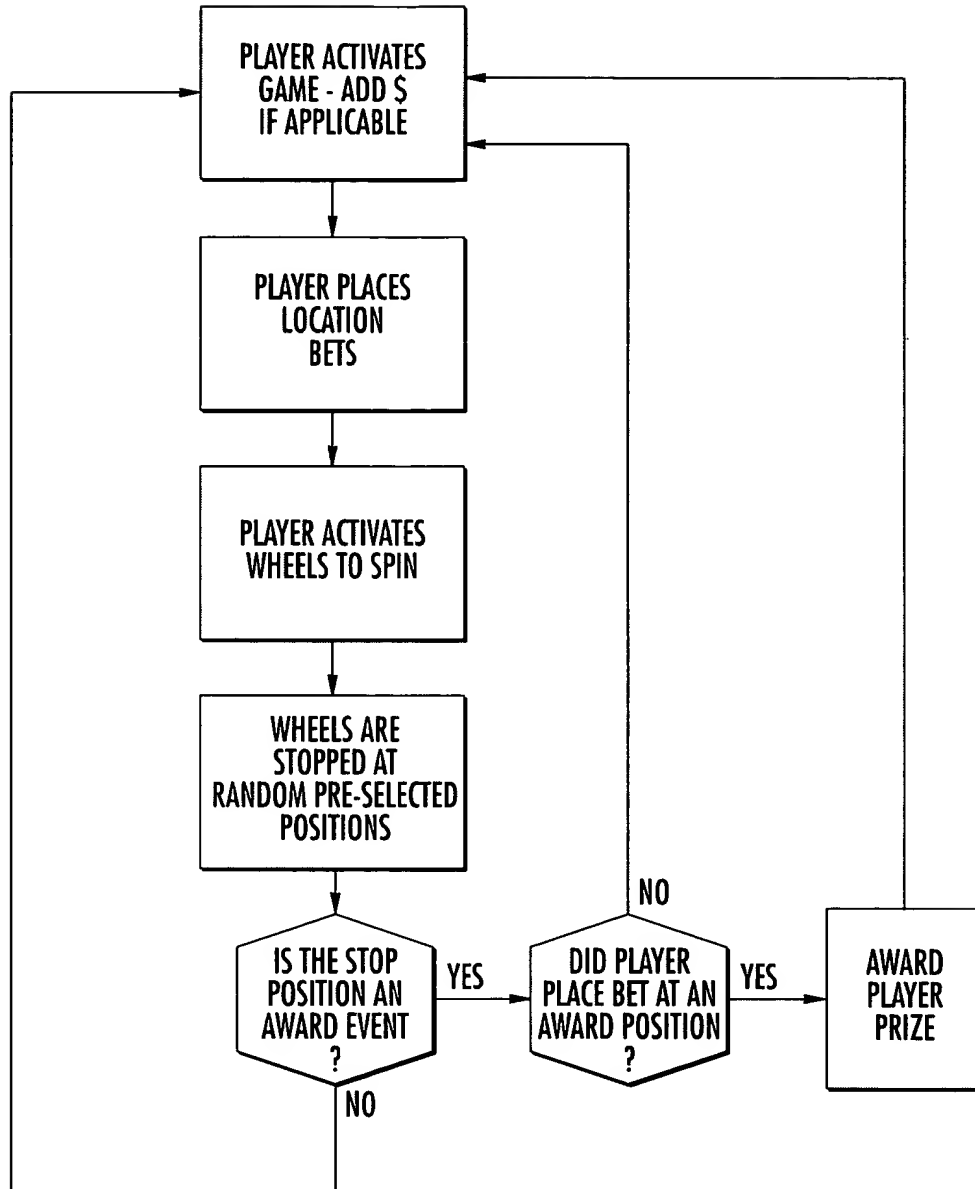 PLAYER ACTIVATES
GAME - ADD $
IF APPLICABLE
PLAYER PLACES
LOCATION
BETS
PLAYER ACTIVATES
WHEELS TO SPIN
WHEELS ARE
STOPPED AT
RANDOM PRE-SELECTED
POSITIONS
IS THE STOP
POSITION AN
AWARD EVENT
?
YES
NO
DID PLAYER
PLACE BET AT AN
AWARD POSITION
?
NO
YES
AWARD
PLAYER
PRIZE